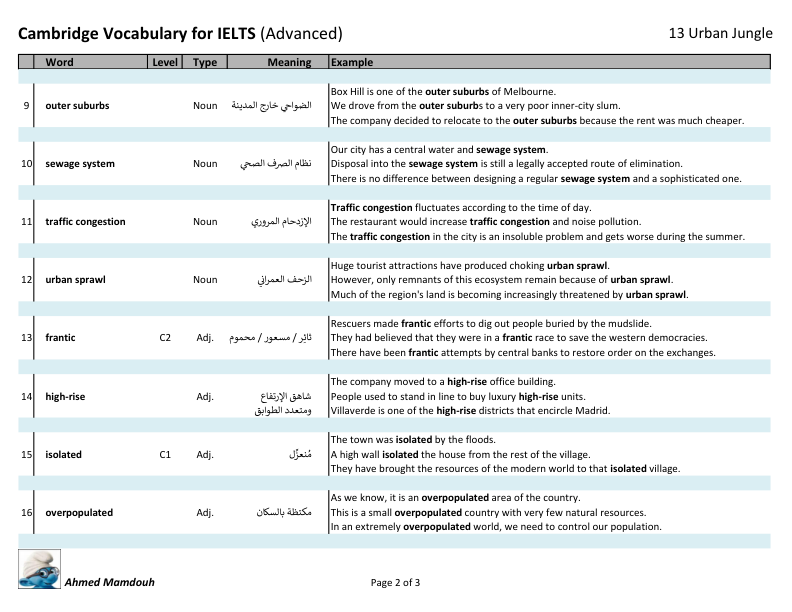 Cambridge Vocabulary for IELTS (Advanced) 13 Urban Jungle
Word Level Type Meaning Example
9 outer suburbs Noun الضواحي خارج المدينة
Box Hill is one of the outer suburbs of Melbourne.
We drove from the outer suburbs to a very poor inner-city slum.
The company decided to relocate to the outer suburbs because the rent was much cheaper.
10 sewage system Noun نظام الصرف الصحي
Our city has a central water and sewage system.
Disposal into the sewage system is still a legally accepted route of elimination.
There is no difference between designing a regular sewage system and a sophisticated one.
11 traffic congestion Noun الإزدحام المروري
Traffic congestion fluctuates according to the time of day.
The restaurant would increase traffic congestion and noise pollution.
The traffic congestion in the city is an insoluble problem and gets worse during the summer.
12 urban sprawl Noun الزحف العمراني
Huge tourist attractions have produced choking urban sprawl.
However, only remnants of this ecosystem remain because of urban sprawl.
Much of the region's land is becoming increasingly threatened by urban sprawl.
13 frantic C2 Adj. ثَائِر / مسعور / محموم
Rescuers made frantic efforts to dig out people buried by the mudslide.
They had believed that they were in a frantic race to save the western democracies.
There have been frantic attempts by central banks to restore order on the exchanges.
14 high-rise Adj. شاهق الإرتفاع
ومتعدد الطوابق
The company moved to a high-rise office building.
People used to stand in line to buy luxury high-rise units.
Villaverde is one of the high-rise districts that encircle Madrid.
15 isolated C1 Adj. مُنعزِل
The town was isolated by the floods.
A high wall isolated the house from the rest of the village.
They have brought the resources of the modern world to that isolated village.
16 overpopulated Adj. مكتظة بالسكان
As we know, it is an overpopulated area of the country.
This is a small overpopulated country with very few natural resources.
In an extremely overpopulated world, we need to control our population.
Ahmed Mamdouh Page 2 of 3